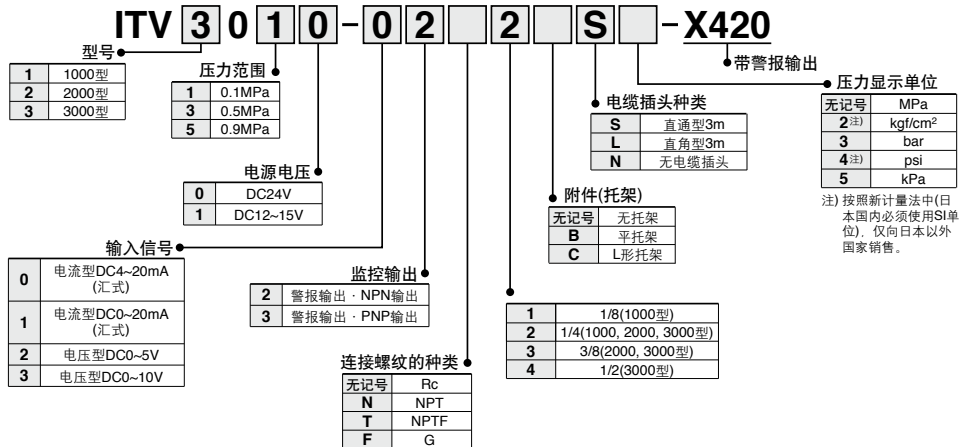 ITV 3 0 1 0 - 0 2 2 S - X420
型号
1 1000型
2 2000型
3 3000型
压力范围
1 0.1MPa
3 0.5MPa
5 0.9MPa
电源电压
0 DC24V
1 DC12~15V
输入信号
0 电流型DC4~20mA
(汇式)
1 电流型DC0~20mA
(汇式)
2 电压型DC0~5V
3 电压型DC0~10V
监控输出
2 警报输出·NPN输出
3 警报输出·PNP输出
连接螺纹的种类
无记号 Rc
N NPT
T NPTF
F G
1 1/8(1000型)
2 1/4(1000, 2000, 3000型)
3 3/8(2000, 3000型)
4 1/2(3000型)
附件(托架)
无记号 无托架
B 平托架
C L形托架
电缆插头种类
S 直通型3m
L 直角型3m
N 无电缆插头
带警报输出
压力显示单位
无记号 MPa
2注) kgf/cm²
3 bar
4注) psi
5 kPa
注) 按照新计量法中(日
本国内必须使用SI单
位), 仅向日本以外
国家销售。